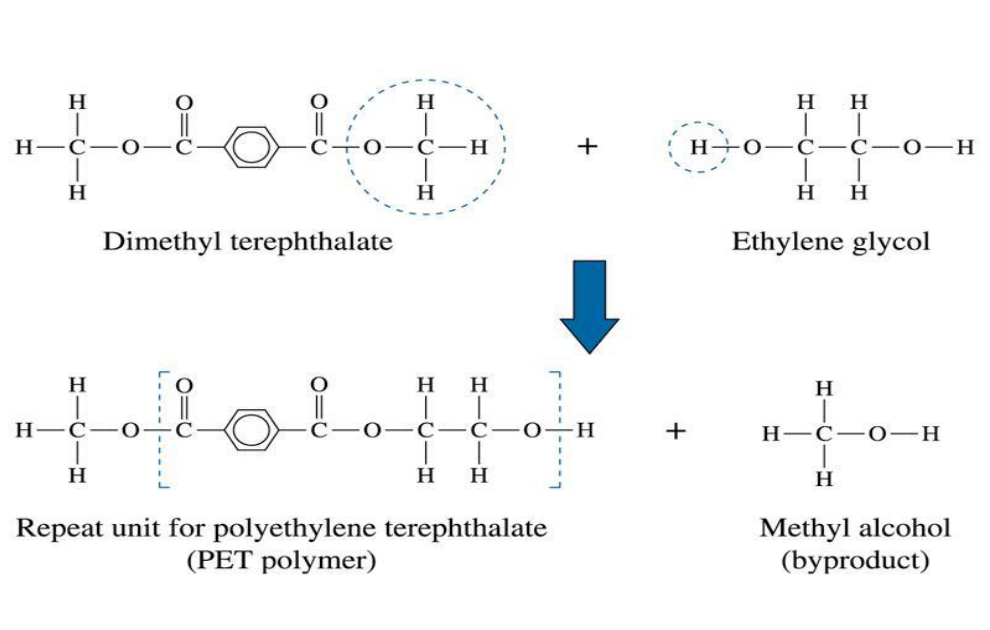 H H
O O H H
H—C—O—C C—O—C—H + H—O—C—C—O—H
H H H H
Dimethyl terephthalate Ethylene glycol
H O O H H H
H—C—O—C C—O—C—C—O—H + H—C—O—H
H H H H
Repeat unit for polyethylene terephthalate Methyl alcohol
(PET polymer) (byproduct)